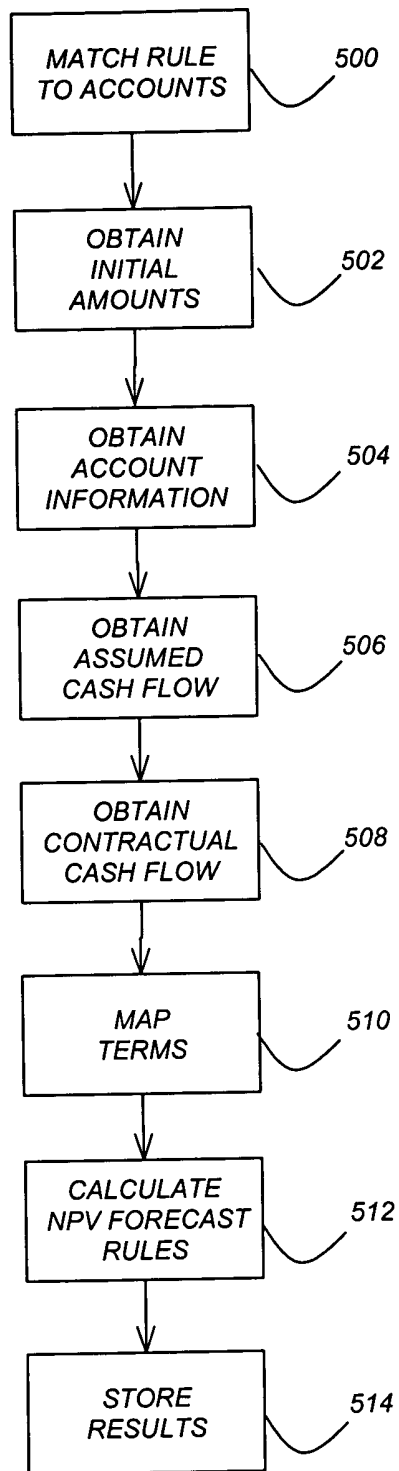 MATCH RULE
TO ACCOUNTS
500
OBTAIN
INITIAL
AMOUNTS
502
OBTAIN
ACCOUNT
INFORMATION
504
OBTAIN
ASSUMED
CASH FLOW
506
OBTAIN
CONTRACTUAL
CASH FLOW
508
MAP
TERMS
510
CALCULATE
NPV FORECAST
RULES
512
STORE
RESULTS
514